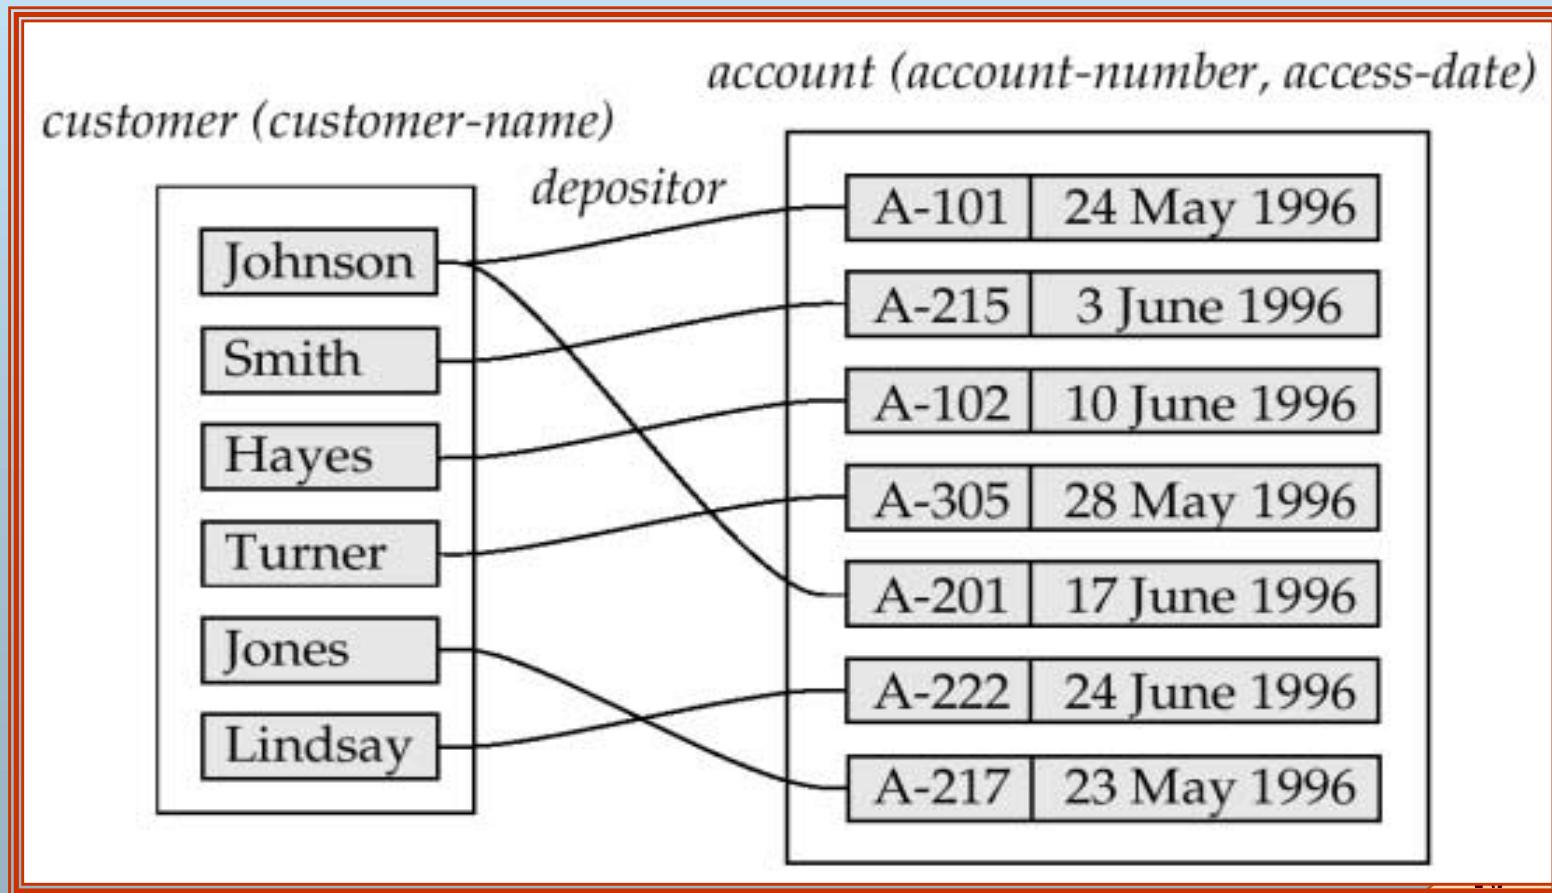 account (account-number, access-date)
customer (customer-name)
depositor
Johnson
Smith
Hayes
Turner
Jones
Lindsay
A-101 24 May 1996
A-215 3 June 1996
A-102 10 June 1996
A-305 28 May 1996
A-201 17 June 1996
A-222 24 June 1996
A-217 23 May 1996